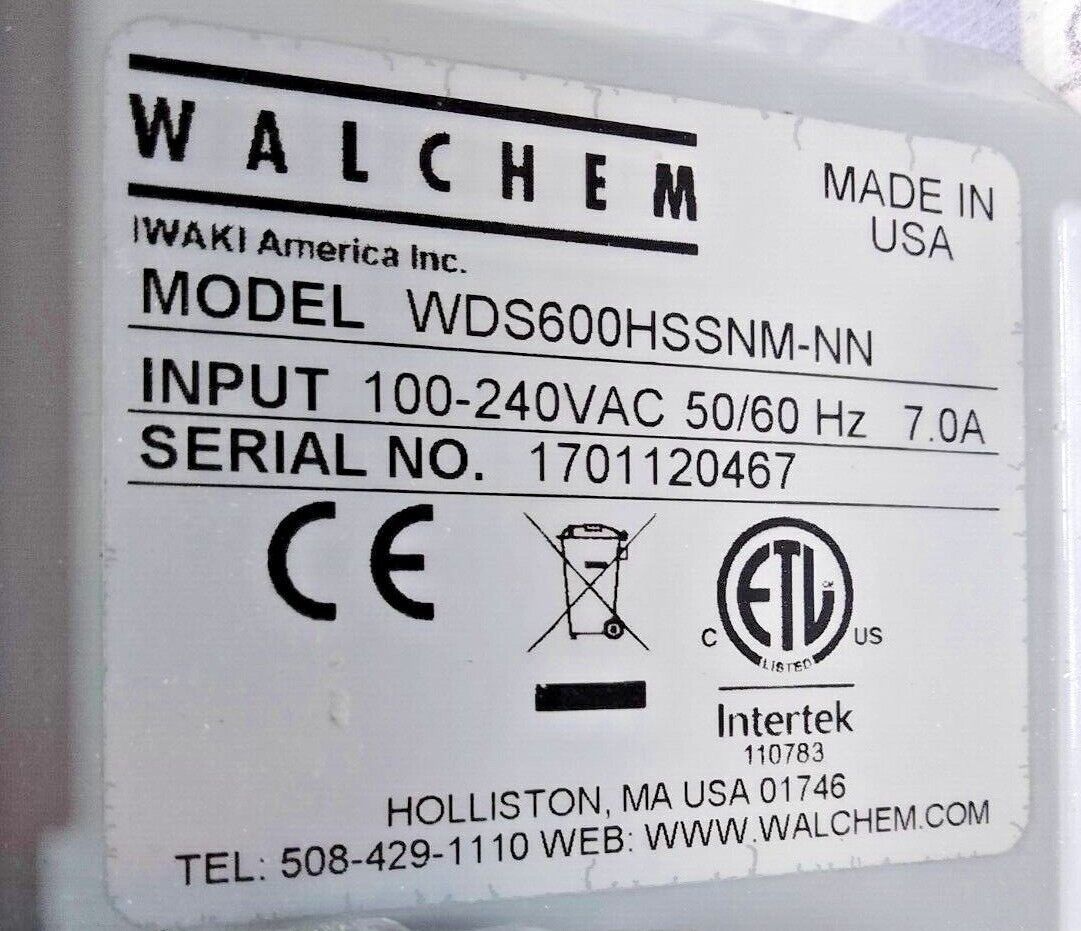 WALCHEM
MADE IN
USA
IWAKI America Inc.
MODEL WDS600HSSNM-NN
INPUT 100-240VAC 50/60 Hz 7.0A
SERIAL NO. 1701120467
CE
ETL
CM
C US
LISTED
Intertek
110783
HOLLISTON, MA USA 01746
TEL: 508-429-1110 WEB: WWW.WALCHEM.COM